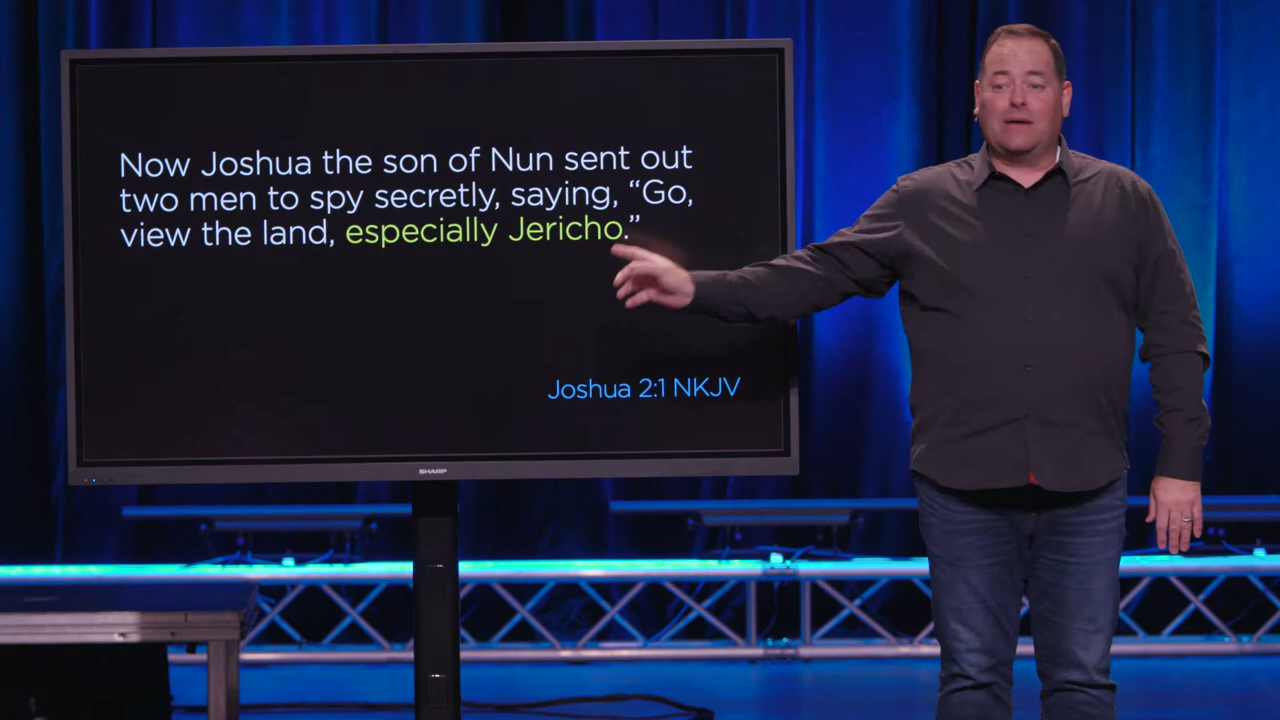 Now Joshua the son of Nun sent out
two men to spy secretly, saying, “Go,
view the land, especially Jericho.”
Joshua 2:1 NKJV
SHARP